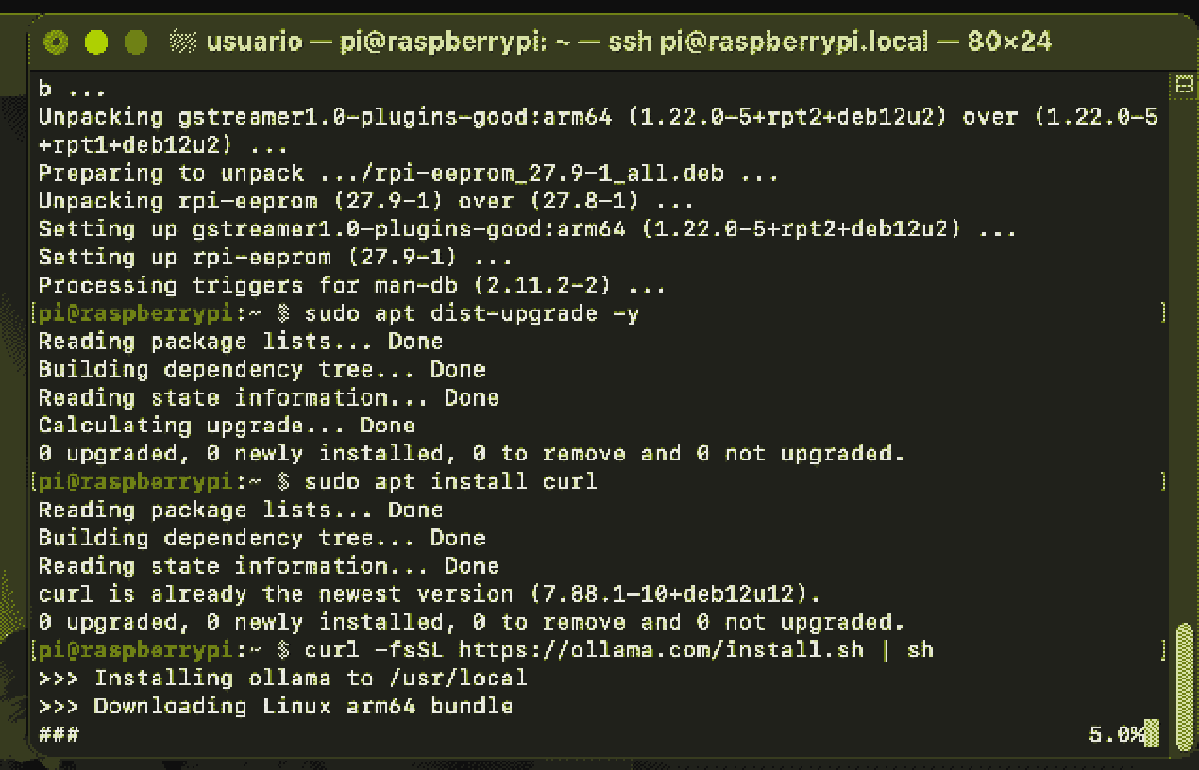 usuario — pi@raspberrypi: ~ — ssh pi@raspberrypi.local — 80×24
b ...
Unpacking gstreamer1.0-plugins-good:arm64 (1.22.0-5+rpt2+deb12u2) over (1.22.0-5
+rpt1+deb12u2) ...
Preparing to unpack .../rpi-eeprom_27.9-1_all.deb ...
Unpacking rpi-eeprom (27.9-1) over (27.8-1) ...
Setting up gstreamer1.0-plugins-good:arm64 (1.22.0-5+rpt2+deb12u2) ...
Setting up rpi-eeprom (27.9-1) ...
Processing triggers for man-db (2.11.2-2) ...
[pi@raspberrypi:~ $ sudo apt dist-upgrade -y ]
Reading package lists... Done
Building dependency tree... Done
Reading state information... Done
Calculating upgrade... Done
0 upgraded, 0 newly installed, 0 to remove and 0 not upgraded.
[pi@raspberrypi:~ $ sudo apt install curl ]
Reading package lists... Done
Building dependency tree... Done
Reading state information... Done
curl is already the newest version (7.88.1-10+deb12u12).
0 upgraded, 0 newly installed, 0 to remove and 0 not upgraded.
[pi@raspberrypi:~ $ curl -fsSL https://ollama.com/install.sh | sh ]
>>> Installing ollama to /usr/local
>>> Downloading Linux arm64 bundle
### 5.0%